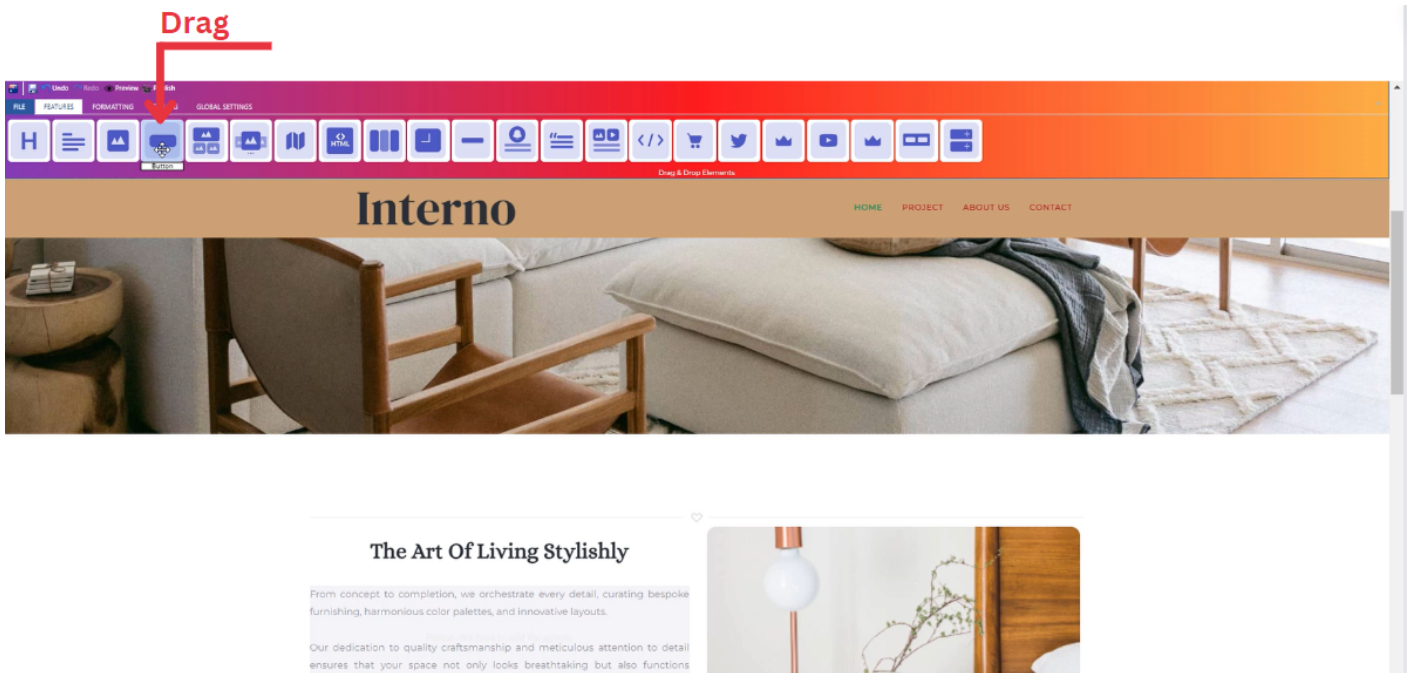 Drag
Undo Redo Preview Publish
FILE FEATURES FORMATTING GLOBAL SETTINGS
H
HTML
</>
Button
Drag & Drop Elements
Interno
HOME PROJECT ABOUT US CONTACT
The Art Of Living Stylishly
From concept to completion, we orchestrate every detail, curating bespoke
furnishing, harmonious color palettes, and innovative layouts.
Our dedication to quality craftsmanship and meticulous attention to detail
ensures that your space not only looks breathtaking but also functions